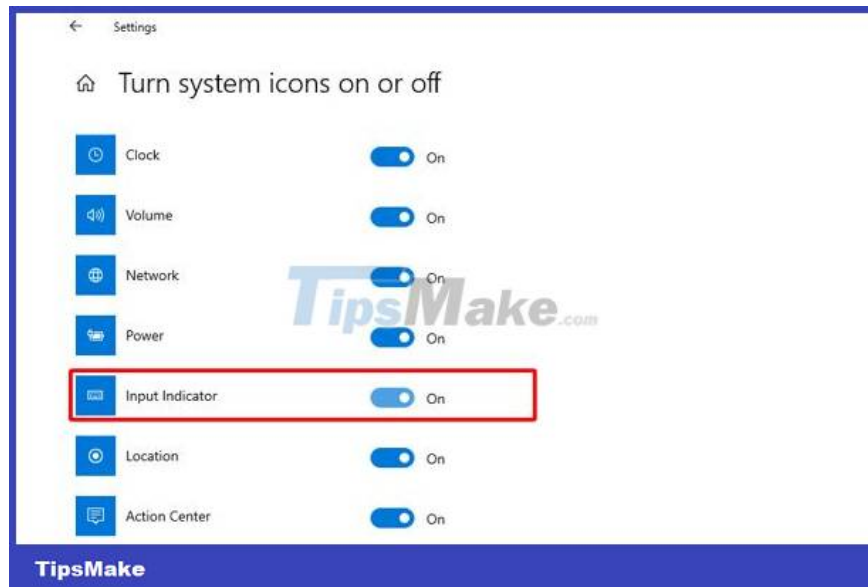 Settings
Turn system icons on or off
Clock On
Volume On
Network On
Power On
Input Indicator On
Location On
Action Center On
TipsMake.com
TipsMake